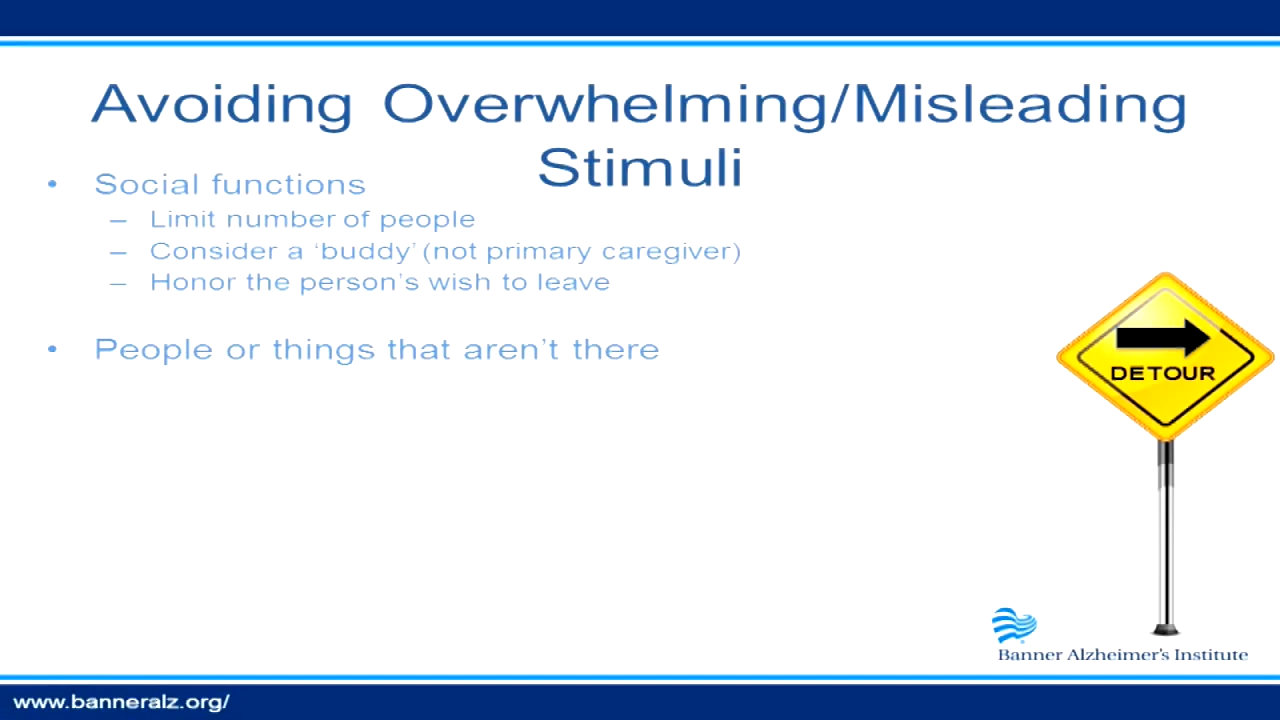 Avoiding Overwhelming/Misleading
Stimuli
• Social functions
– Limit number of people
– Consider a ‘buddy’ (not primary caregiver)
– Honor the person’s wish to leave
• People or things that aren’t there
DETOUR
Banner Alzheimer’s Institute
www.banneralz.org/